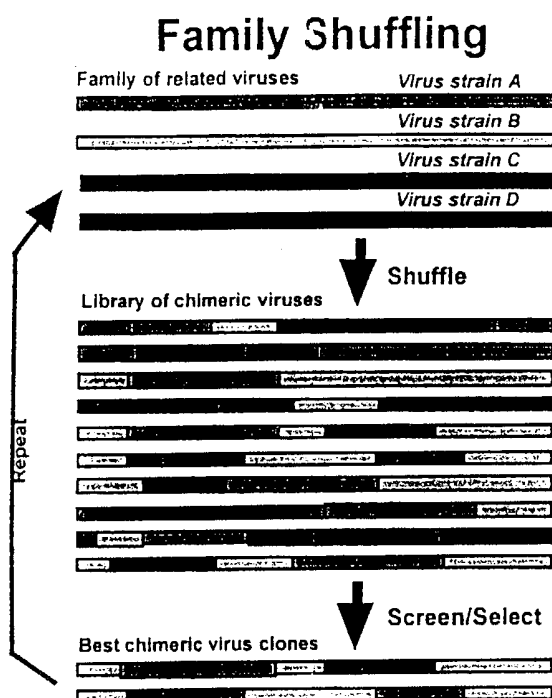 Family Shuffling
Family of related viruses
Virus strain A
Virus strain B
Virus strain C
Virus strain D
Shuffle
Library of chimeric viruses
Repeat
Screen/Select
Best chimeric virus clones